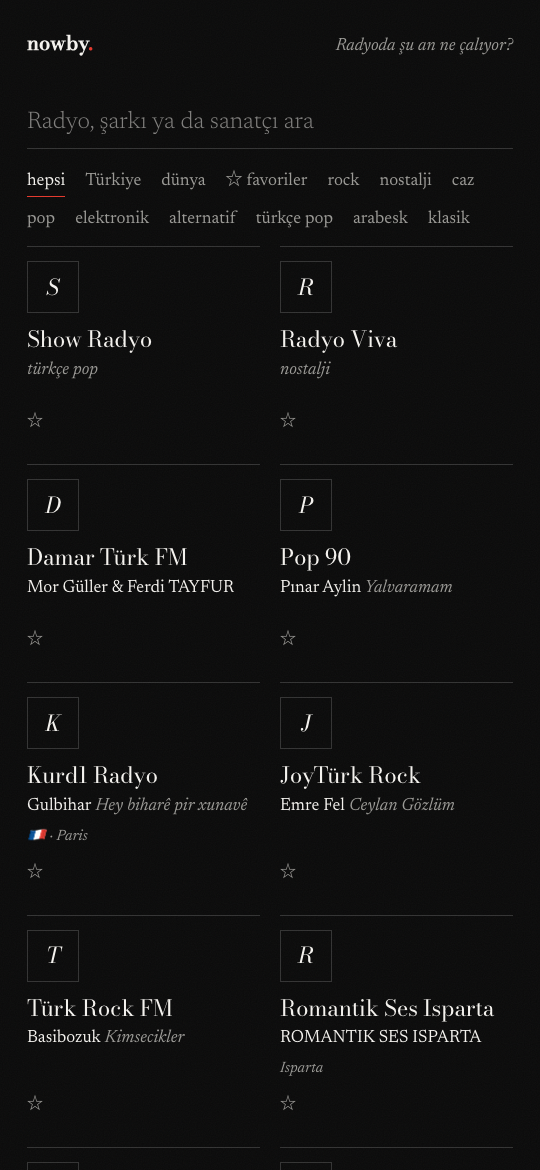 nowby.
Radyoda şu an ne çalıyor?
Radyo, şarkı ya da sanatçı ara
hepsi Türkiye dünya ☆ favoriler rock nostalji caz
pop elektronik alternatif türkçe pop arabesk klasik
S
Show Radyo
türkçe pop
☆
R
Radyo Viva
nostalji
☆
D
Damar Türk FM
Mor Güller & Ferdi TAYFUR
☆
P
Pop 90
Pınar Aylin Yalvaramam
☆
K
Kurdî Radyo
Gulbihar Hey biharê pir xunavê
🇫🇷 · Paris
☆
J
JoyTürk Rock
Emre Fel Ceylan Gözlüm
☆
T
Türk Rock FM
Basibozuk Kimsecikler
☆
R
Romantik Ses Isparta
ROMANTIK SES ISPARTA
Isparta
☆